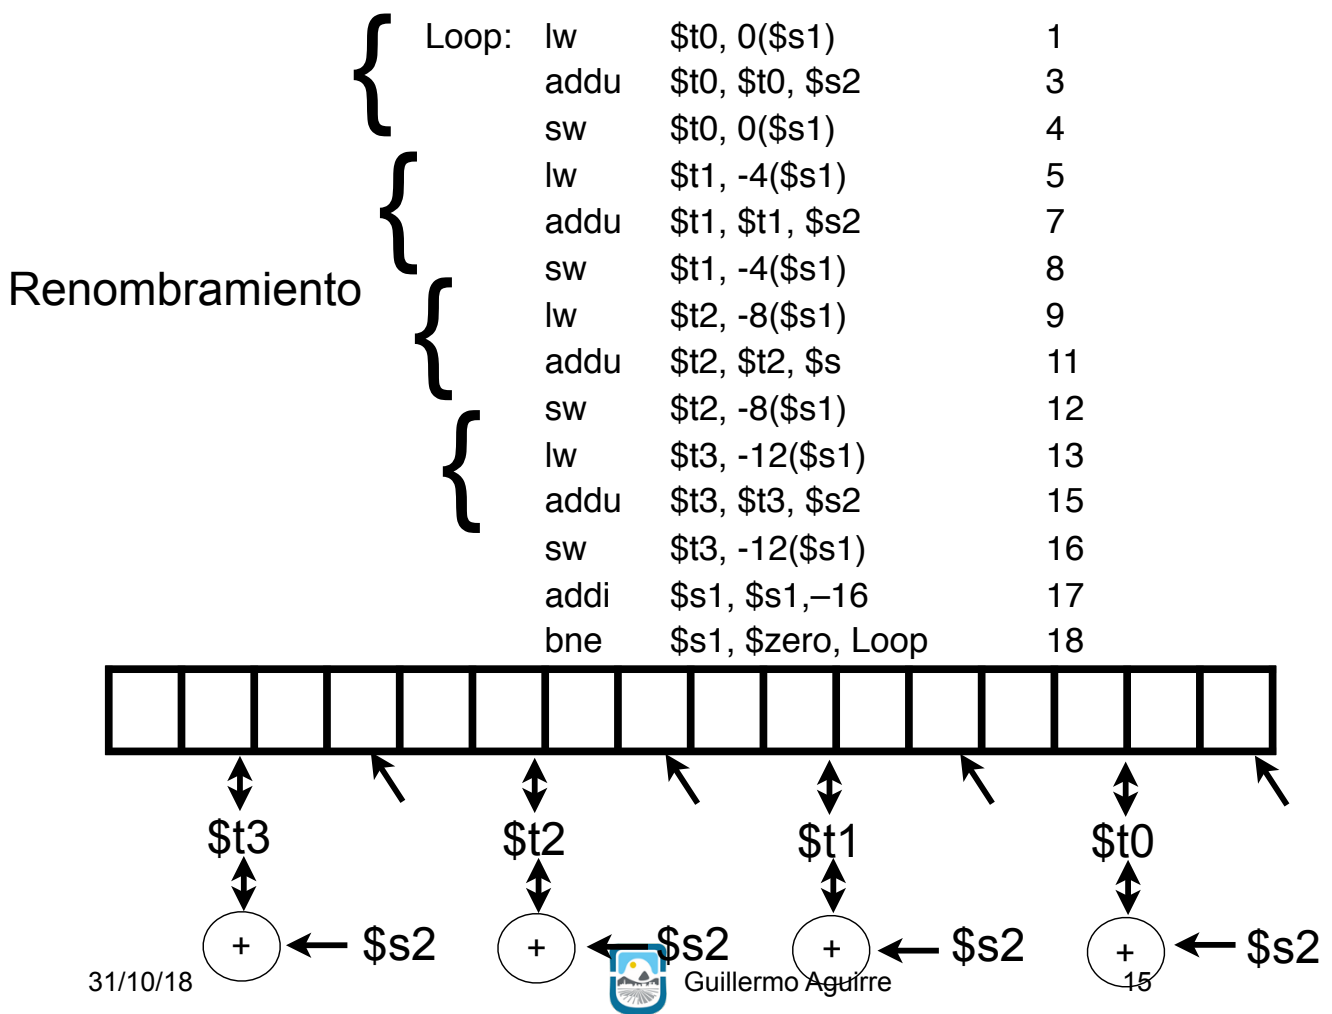 Loop: lw $t0, 0($s1) 1
addu $t0, $t0, $s2 3
sw $t0, 0($s1) 4
lw $t1, -4($s1) 5
addu $t1, $t1, $s2 7
sw $t1, -4($s1) 8
Renombramiento
lw $t2, -8($s1) 9
addu $t2, $t2, $s 11
sw $t2, -8($s1) 12
lw $t3, -12($s1) 13
addu $t3, $t3, $s2 15
sw $t3, -12($s1) 16
addi $s1, $s1,–16 17
bne $s1, $zero, Loop 18
$t3 $t2 $t1 $t0
+ $s2 + $s2 + $s2 + $s2
31/10/18 Guillermo Aguirre 15